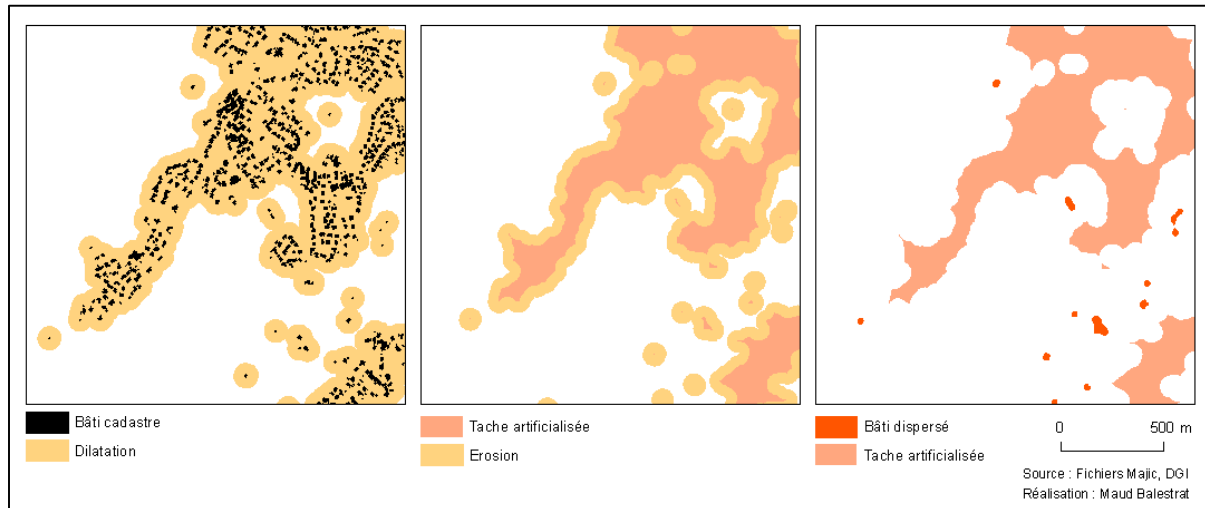 Bâti cadastre
Dilatation
Tache artificialisée
Erosion
Bâti dispersé
Tache artificialisée
0 500 m
Source : Fichiers Majic, DGI
Réalisation : Maud Balestrat